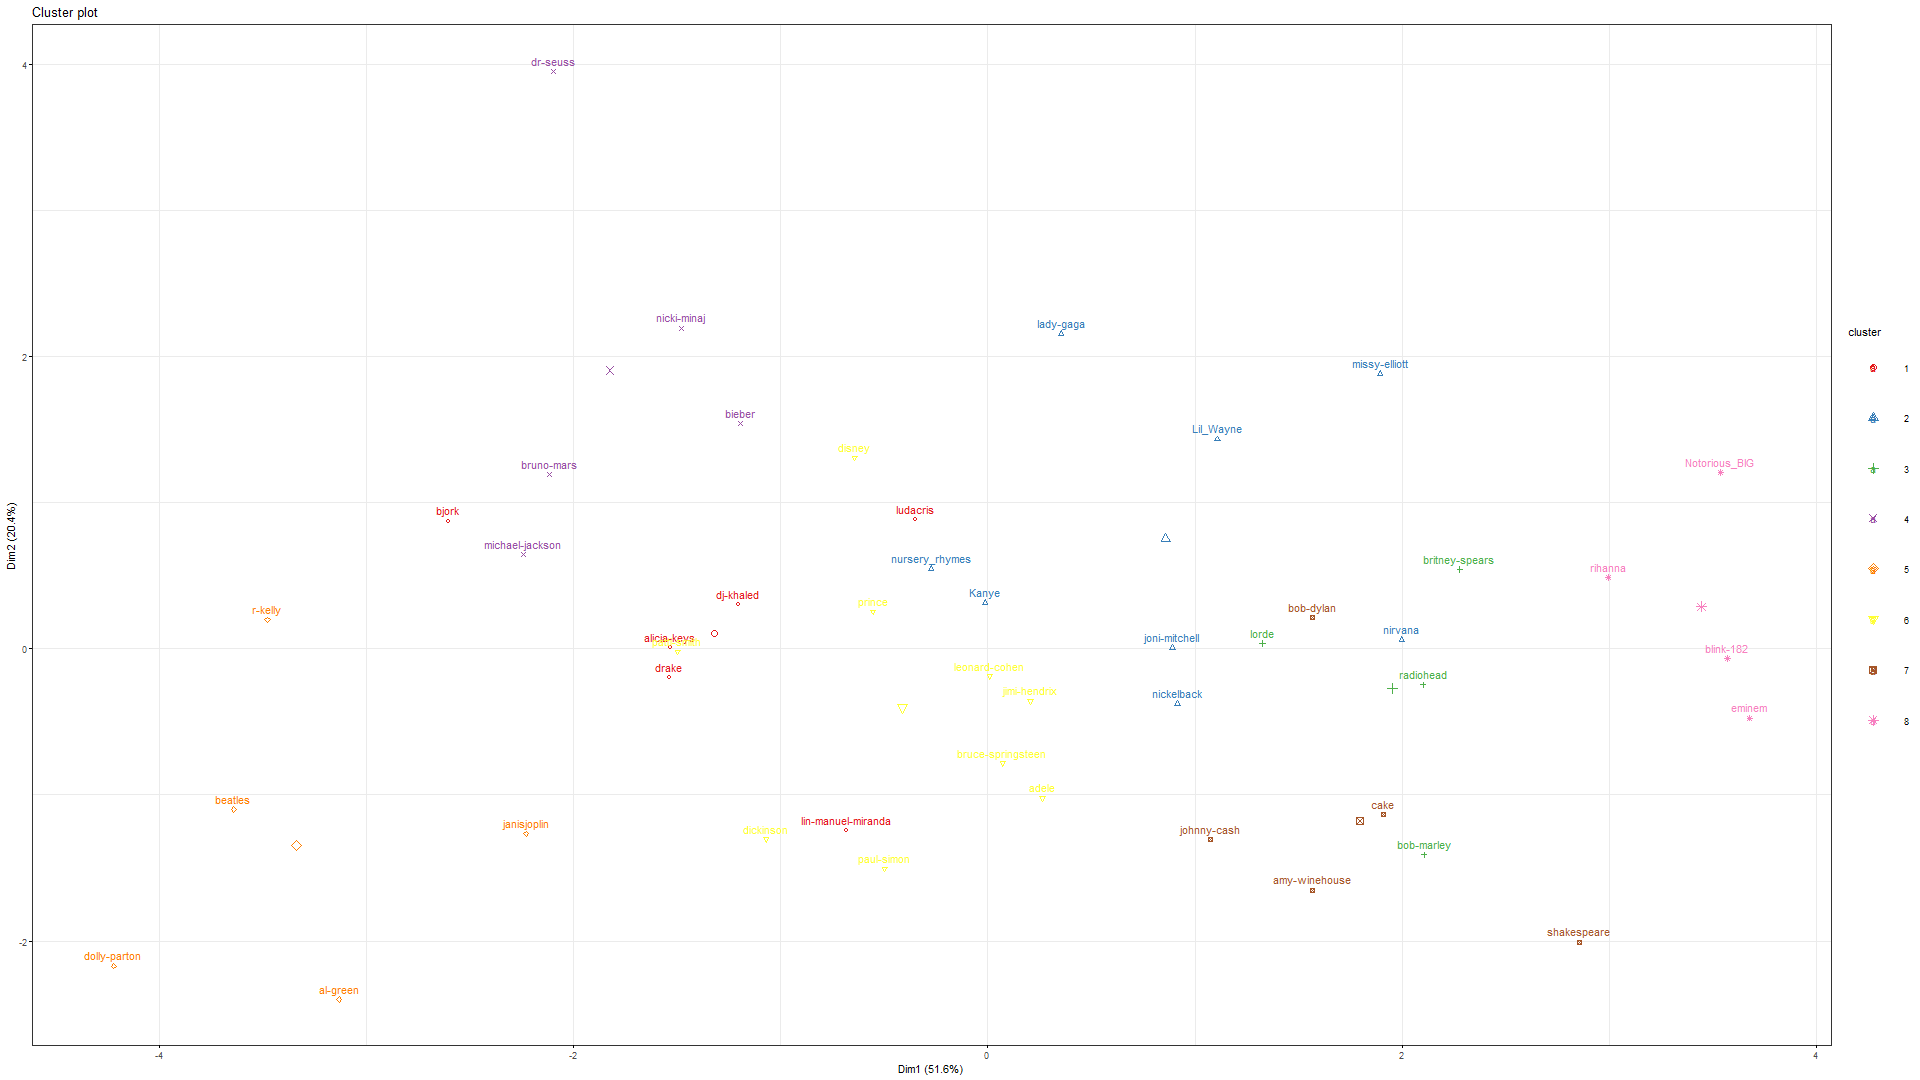 Cluster plot
dr-seuss
4
nicki-minaj
lady-gaga
cluster
2
missy-elliott
1
bieber
2
Lil_Wayne
disney
bruno-mars
Notorious_BIG
3
bjork
ludacris
4
Dim2 (20.4%)
michael-jackson
nursery_rhymes
britney-spears
rihanna
5
dj-khaled
Kanye
r-kelly
prince
bob-dylan
6
alicia-keys
joni-mitchell
lorde
nirvana
0
blink-182
drake
leonard-cohen
radiohead
7
jimi-hendrix
nickelback
eminem
8
bruce-springsteen
adele
beatles
cake
janisjoplin
dickinson
lin-manuel-miranda
johnny-cash
bob-marley
paul-simon
amy-winehouse
shakespeare
-2
dolly-parton
al-green
-4
-2
0
2
4
Dim1 (51.6%)